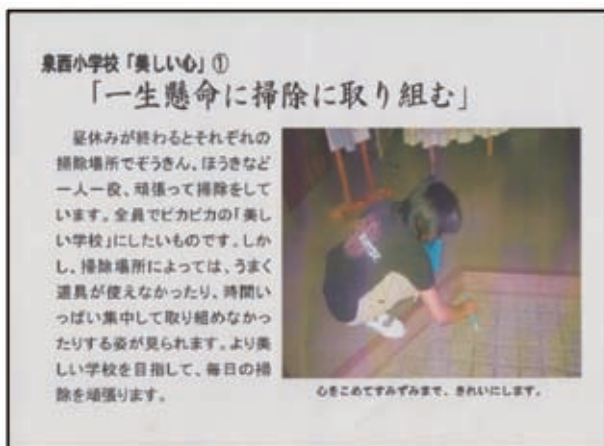 泉西小学校「美しい心」①
「一生懸命に掃除に取り組む」
昼休みが終わるとそれぞれの
掃除場所でぞうきん、ほうきなど
一人一役、頑張って掃除をして
います。全員でピカピカの「美し
い学校」にしたいものです。しか
し、掃除場所によっては、うまく
道具が使えなかったり、時間い
っぱい集中して取り組めなかっ
たりする姿が見られます。より美
しい学校を目指して、毎日の掃
除を頑張ります。
心をこめてすみずみまで、きれいにします。